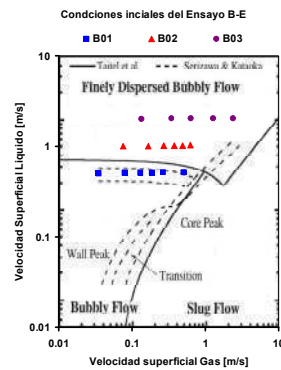 Condciones inciales del Ensayo B-E
B01 B02 B03
Taitel et al. Serizawa & Kataoka
Finely Dispersed Bubbly Flow
Core Peak
Wall Peak
Transition
Bubbly Flow Slug Flow
10
1
0.1
0.01
0.01 0.1 1 10
Velocidad Superficial Líquido [m/s]
Velocidad superficial Gas [m/s]